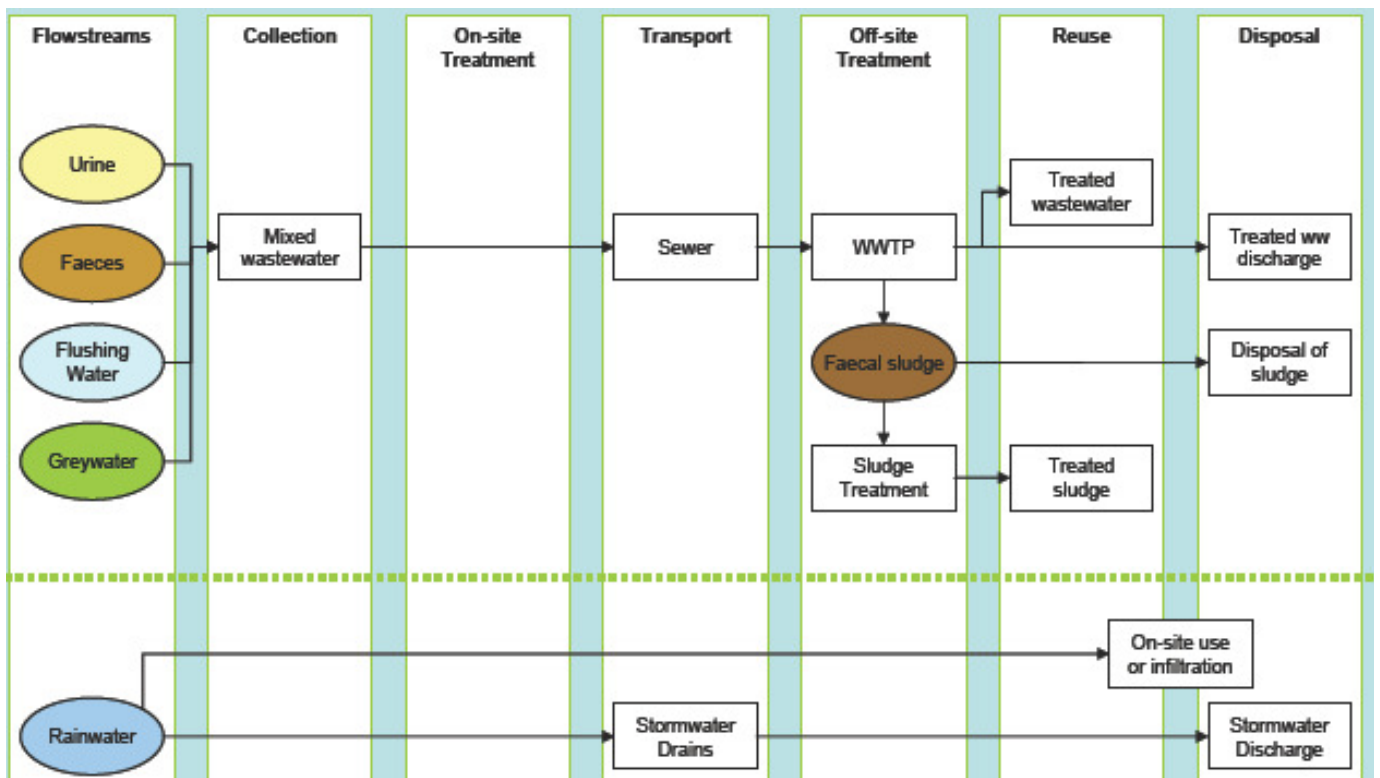 Flowstreams
Collection
On-site
Treatment
Transport
Off-site
Treatment
Reuse
Disposal
Urine
Faeces
Flushing
Water
Greywater
Mixed
wastewater
Sewer
WWTP
Treated
wastewater
Treated ww
discharge
Faecal sludge
Disposal of
sludge
Sludge
Treatment
Treated
sludge
On-site use
or infiltration
Rainwater
Stormwater
Drains
Stormwater
Discharge